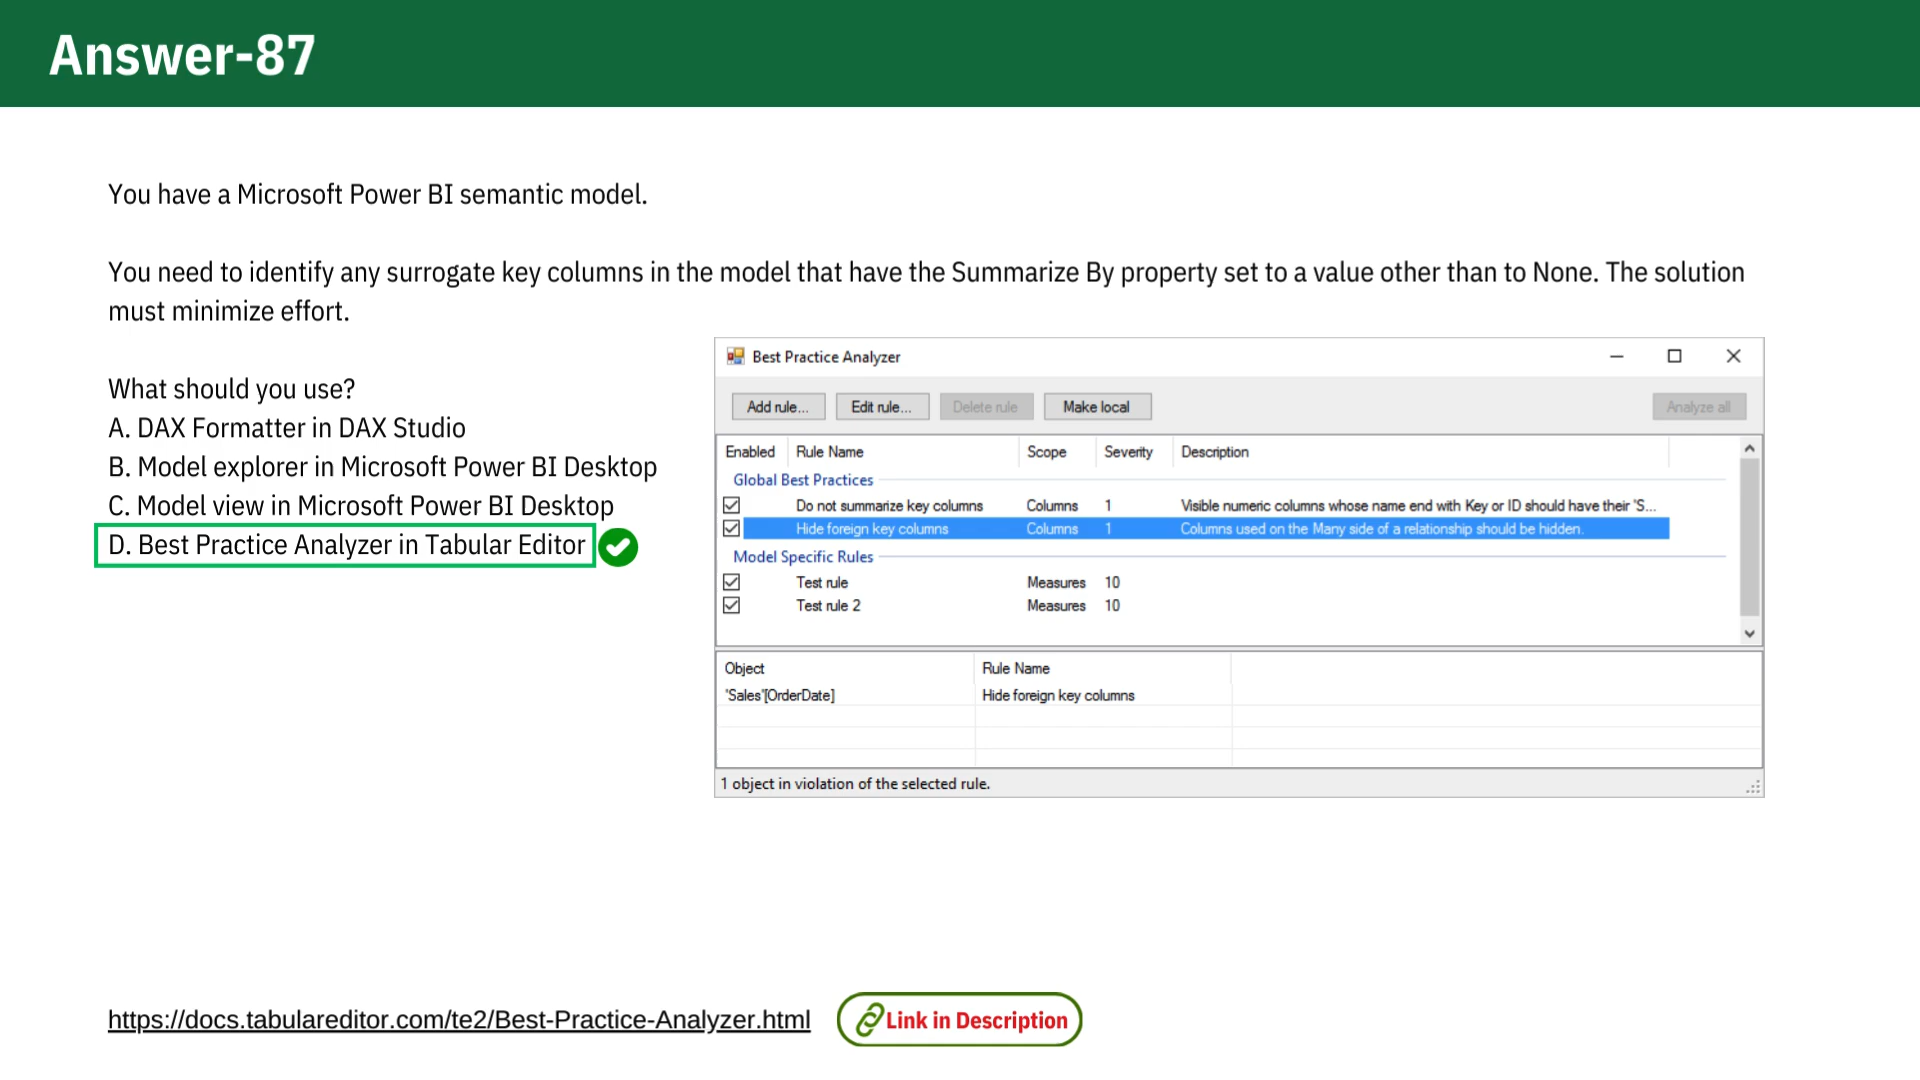 Answer-87
You have a Microsoft Power BI semantic model.
You need to identify any surrogate key columns in the model that have the Summarize By property set to a value other than to None. The solution
must minimize effort.
What should you use?
A. DAX Formatter in DAX Studio
B. Model explorer in Microsoft Power BI Desktop
C. Model view in Microsoft Power BI Desktop
D. Best Practice Analyzer in Tabular Editor
Best Practice Analyzer
Add rule... Edit rule... Delete rule Make local Analyze all
Enabled Rule Name Scope Severity Description
Global Best Practices
Do not summarize key columns Columns 1 Visible numeric columns whose name end with Key or ID should have their 'S...
Hide foreign key columns Columns 1 Columns used on the Many side of a relationship should be hidden.
Model Specific Rules
Test rule Measures 10
Test rule 2 Measures 10
Object Rule Name
'Sales'[OrderDate] Hide foreign key columns
1 object in violation of the selected rule.
https://docs.tabulareditor.com/te2/Best-Practice-Analyzer.html
Link in Description